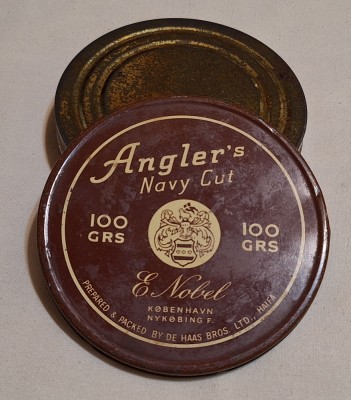 Angler's
Navy Cut
100
GRS
100
GRS
E Nobel
KØBENHAVN
NYKØBING F.
PREPARED & PACKED BY DE HAAS BROS. LTD., HAIFA